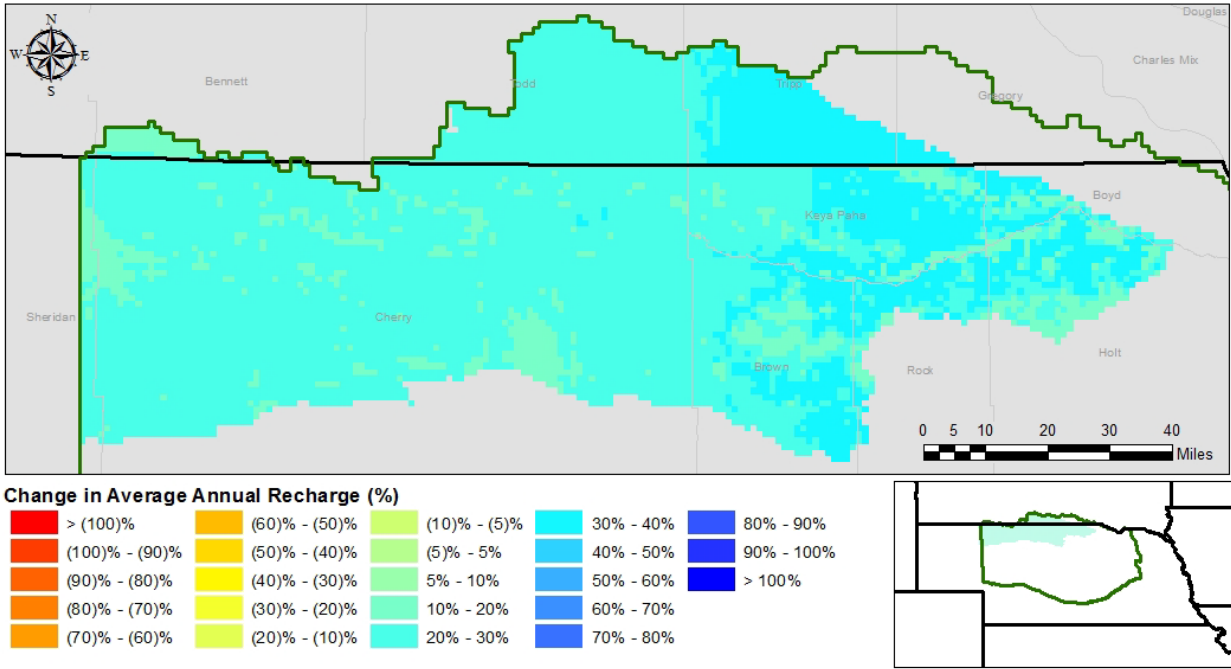 N
W E
S
Douglas
Charles Mix
Bennett
Todd
Tripp
Gregory
Boyd
Keya Paha
Sheridan
Cherry
Holt
Brown
Rock
0 5 10 20 30 40
Miles
Change in Average Annual Recharge (%)
> (100)%
(100)% - (90)%
(90)% - (80)%
(80)% - (70)%
(70)% - (60)%
(60)% - (50)%
(50)% - (40)%
(40)% - (30)%
(30)% - (20)%
(20)% - (10)%
(10)% - (5)%
(5)% - 5%
5% - 10%
10% - 20%
20% - 30%
30% - 40%
40% - 50%
50% - 60%
60% - 70%
70% - 80%
80% - 90%
90% - 100%
> 100%